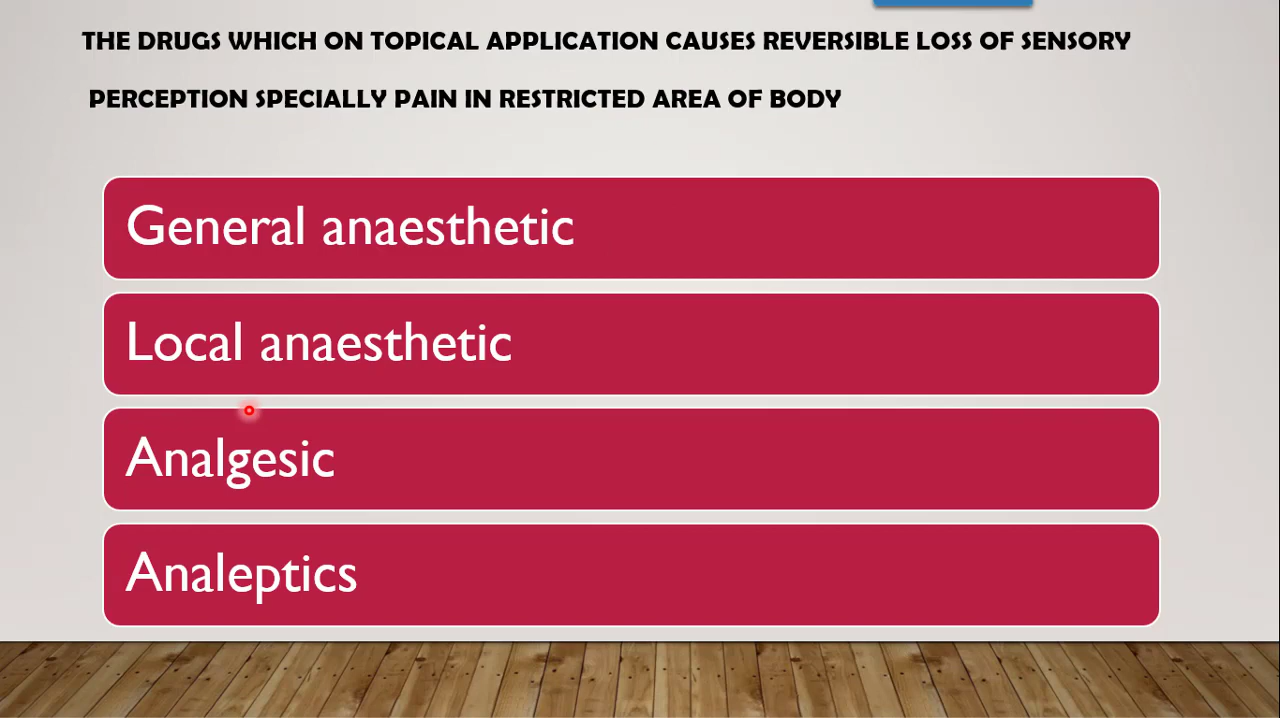 THE DRUGS WHICH ON TOPICAL APPLICATION CAUSES REVERSIBLE LOSS OF SENSORY
PERCEPTION SPECIALLY PAIN IN RESTRICTED AREA OF BODY
General anaesthetic
Local anaesthetic
Analgesic
Analeptics